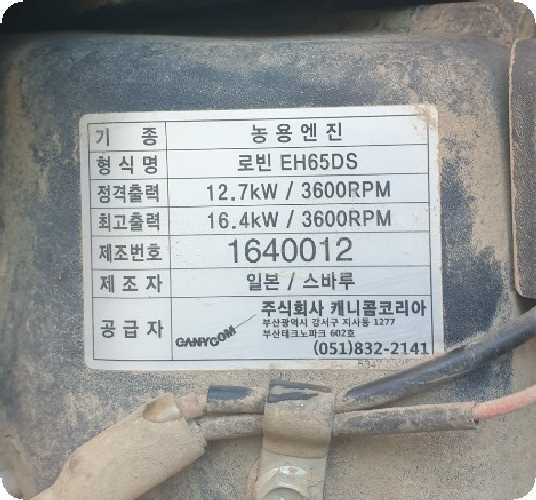 기 종 농용엔진
형식명 로빈 EH65DS
정격출력 12.7kW / 3600RPM
최고출력 16.4kW / 3600RPM
제조번호 1640012
제조자 일본 / 스바루
공급자 CANYCOM 주식회사 캐니콤코리아
부산광역시 강서구 지사동 1277
부산테크노파크 602호
(051)832-2141